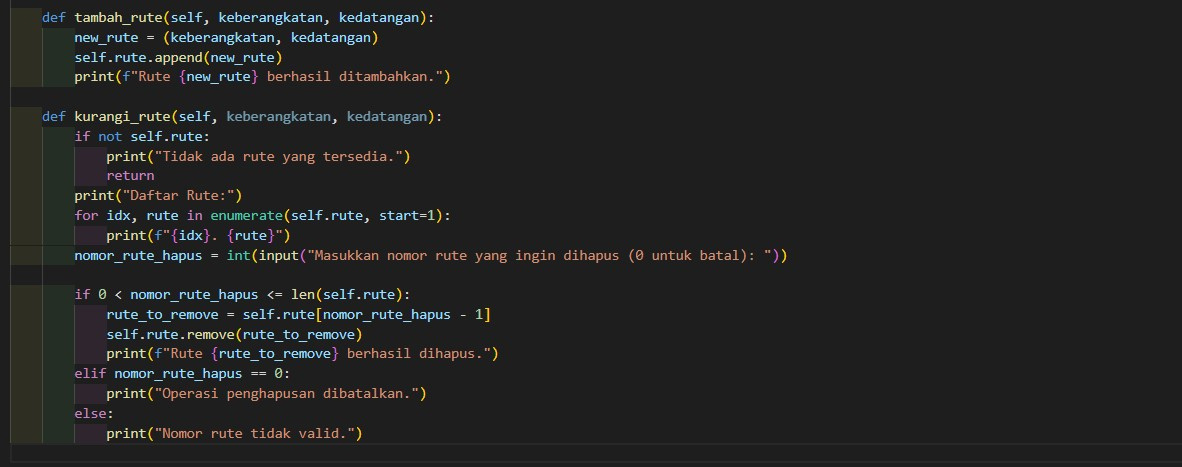 def tambah_rute(self, keberangkatan, kedatangan):
    new_rute = (keberangkatan, kedatangan)
    self.rute.append(new_rute)
    print(f"Rute {new_rute} berhasil ditambahkan.")

def kurangi_rute(self, keberangkatan, kedatangan):
    if not self.rute:
        print("Tidak ada rute yang tersedia.")
        return
    print("Daftar Rute:")
    for idx, rute in enumerate(self.rute, start=1):
        print(f"{idx}. {rute}")
    nomor_rute_hapus = int(input("Masukkan nomor rute yang ingin dihapus (0 untuk batal): "))

    if 0 < nomor_rute_hapus <= len(self.rute):
        rute_to_remove = self.rute[nomor_rute_hapus - 1]
        self.rute.remove(rute_to_remove)
        print(f"Rute {rute_to_remove} berhasil dihapus.")
    elif nomor_rute_hapus == 0:
        print("Operasi penghapusan dibatalkan.")
    else:
        print("Nomor rute tidak valid.")